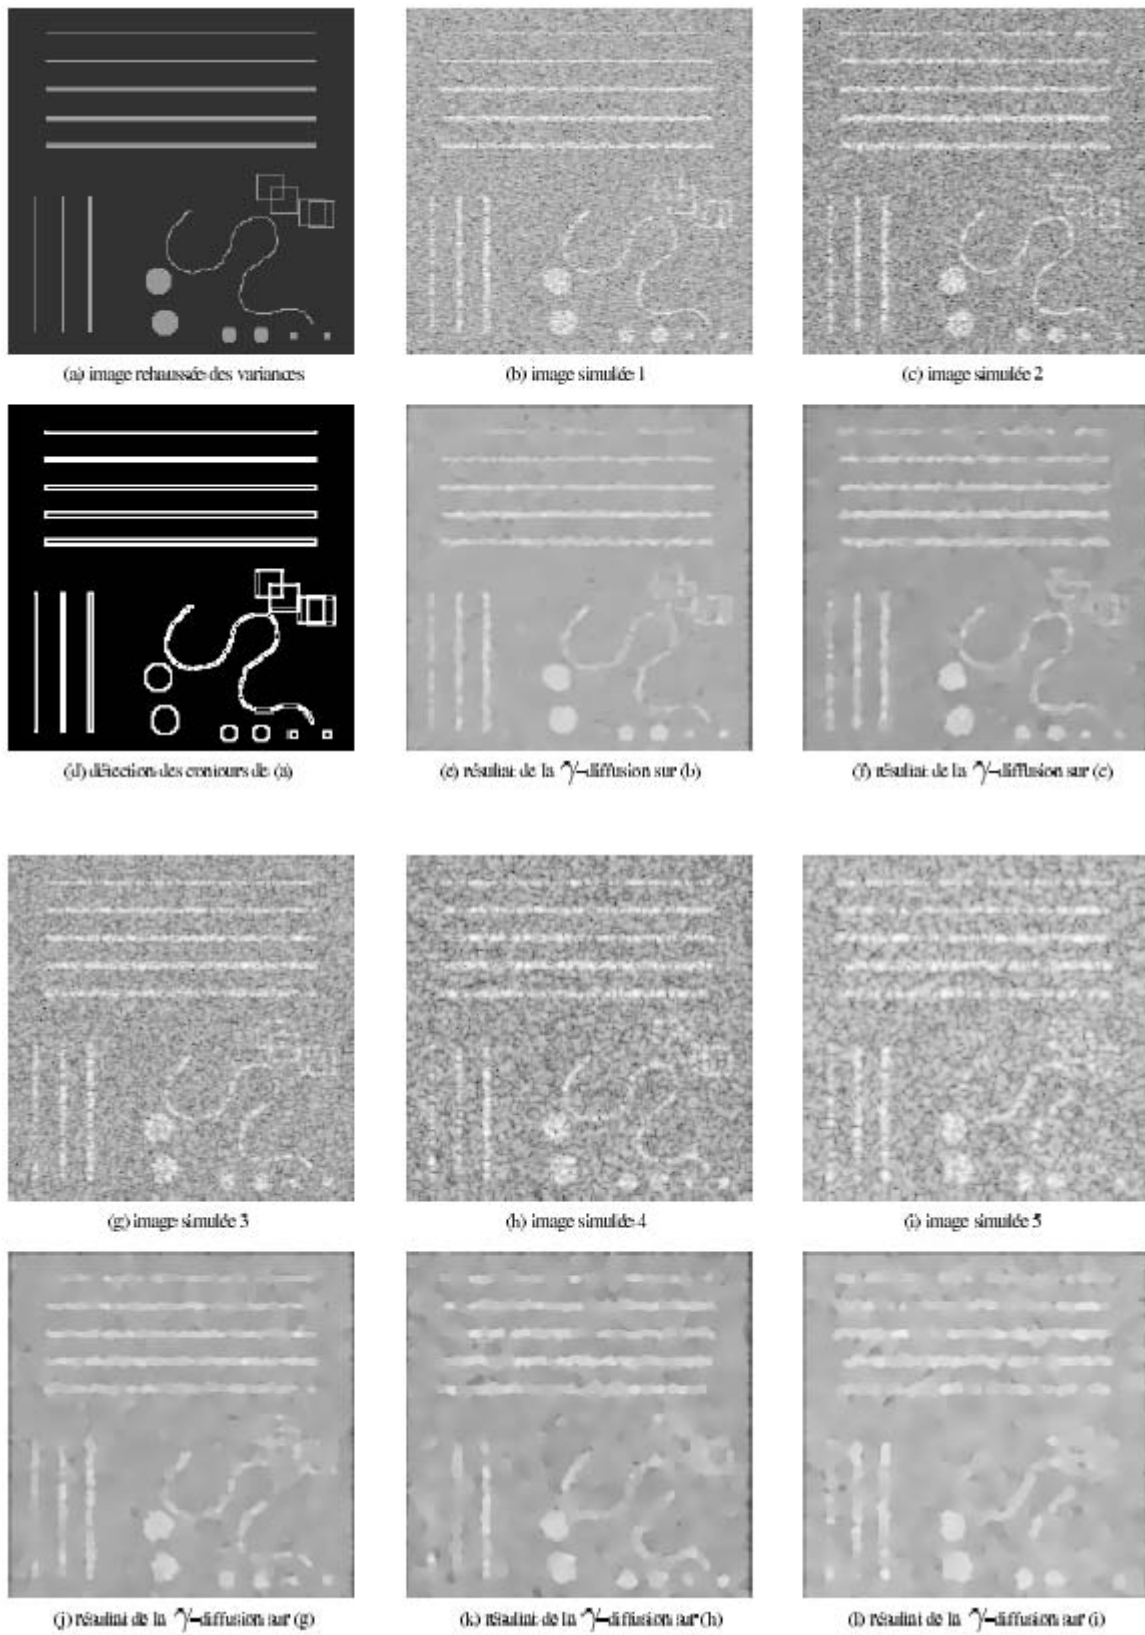 (a) image rehaussée des variances
(b) image simulée 1
(c) image simulée 2
(d) détection des contours de (a)
(e) résultat de la γ–diffusion sur (b)
(f) résultat de la γ–diffusion sur (c)
(g) image simulée 3
(h) image simulée 4
(i) image simulée 5
(j) résultat de la γ–diffusion sur (g)
(k) résultat de la γ–diffusion sur (h)
(l) résultat de la γ–diffusion sur (i)